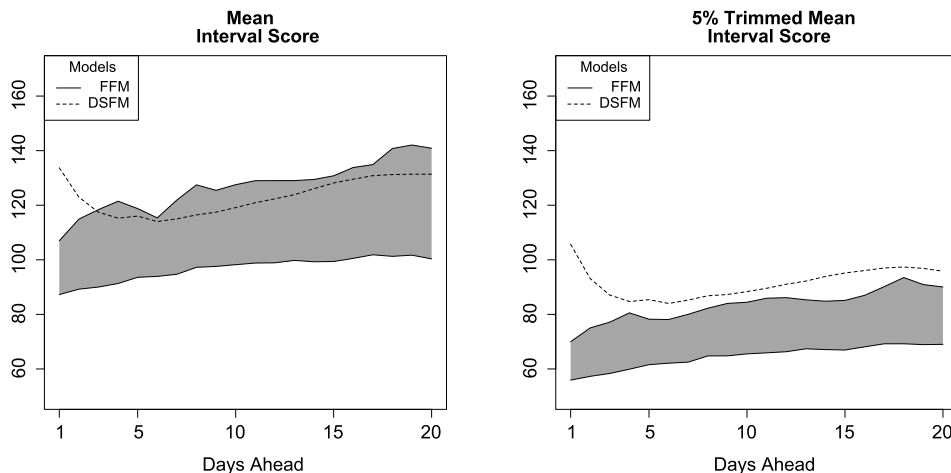 Mean
Interval Score
Models
FFM
DSFM
160
140
120
100
80
60
1 5 10 15 20
Days Ahead
5% Trimmed Mean
Interval Score
Models
FFM
DSFM
160
140
120
100
80
60
1 5 10 15 20
Days Ahead